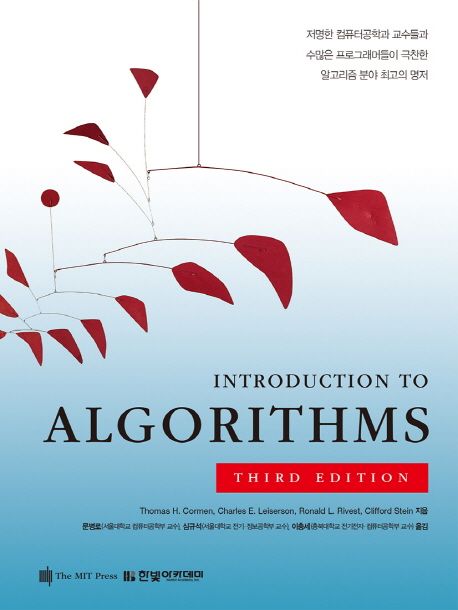 저명한 컴퓨터공학과 교수들과
수많은 프로그래머들이 극찬한
알고리즘 분야 최고의 명저
INTRODUCTION TO
ALGORITHMS
THIRD EDITION
Thomas H. Cormen, Charles E. Leiserson, Ronald L. Rivest, Clifford Stein 지음
문병로(서울대학교 컴퓨터공학부 교수), 심규석(서울대학교 전기·정보공학부 교수), 이충세(충북대학교 전기전자·컴퓨터공학부 교수) 옮김
The MIT Press 한빛아카데미
Hanbit Academy, Inc.